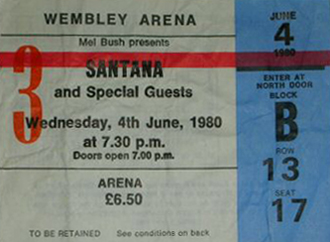 WEMBLEY ARENA
Mel Bush presents
3
SANTANA
and Special Guests
Wednesday, 4th June, 1980
at 7.30 p.m.
Doors open 7.00 p.m.
ARENA
£6.50
TO BE RETAINED See conditions on back
JUNE
4
1980
ENTER AT
NORTH DOOR
BLOCK
B
ROW
13
SEAT
17